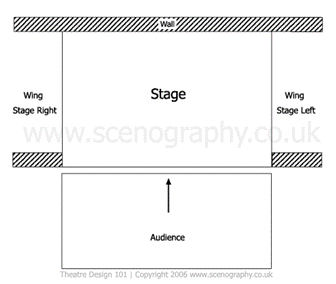 Wall
Wing
Stage Right
Stage
Wing
Stage Left
www.scenography.co.uk
Audience
Theatre Design 101 | Copyright 2006 www.scenography.co.uk